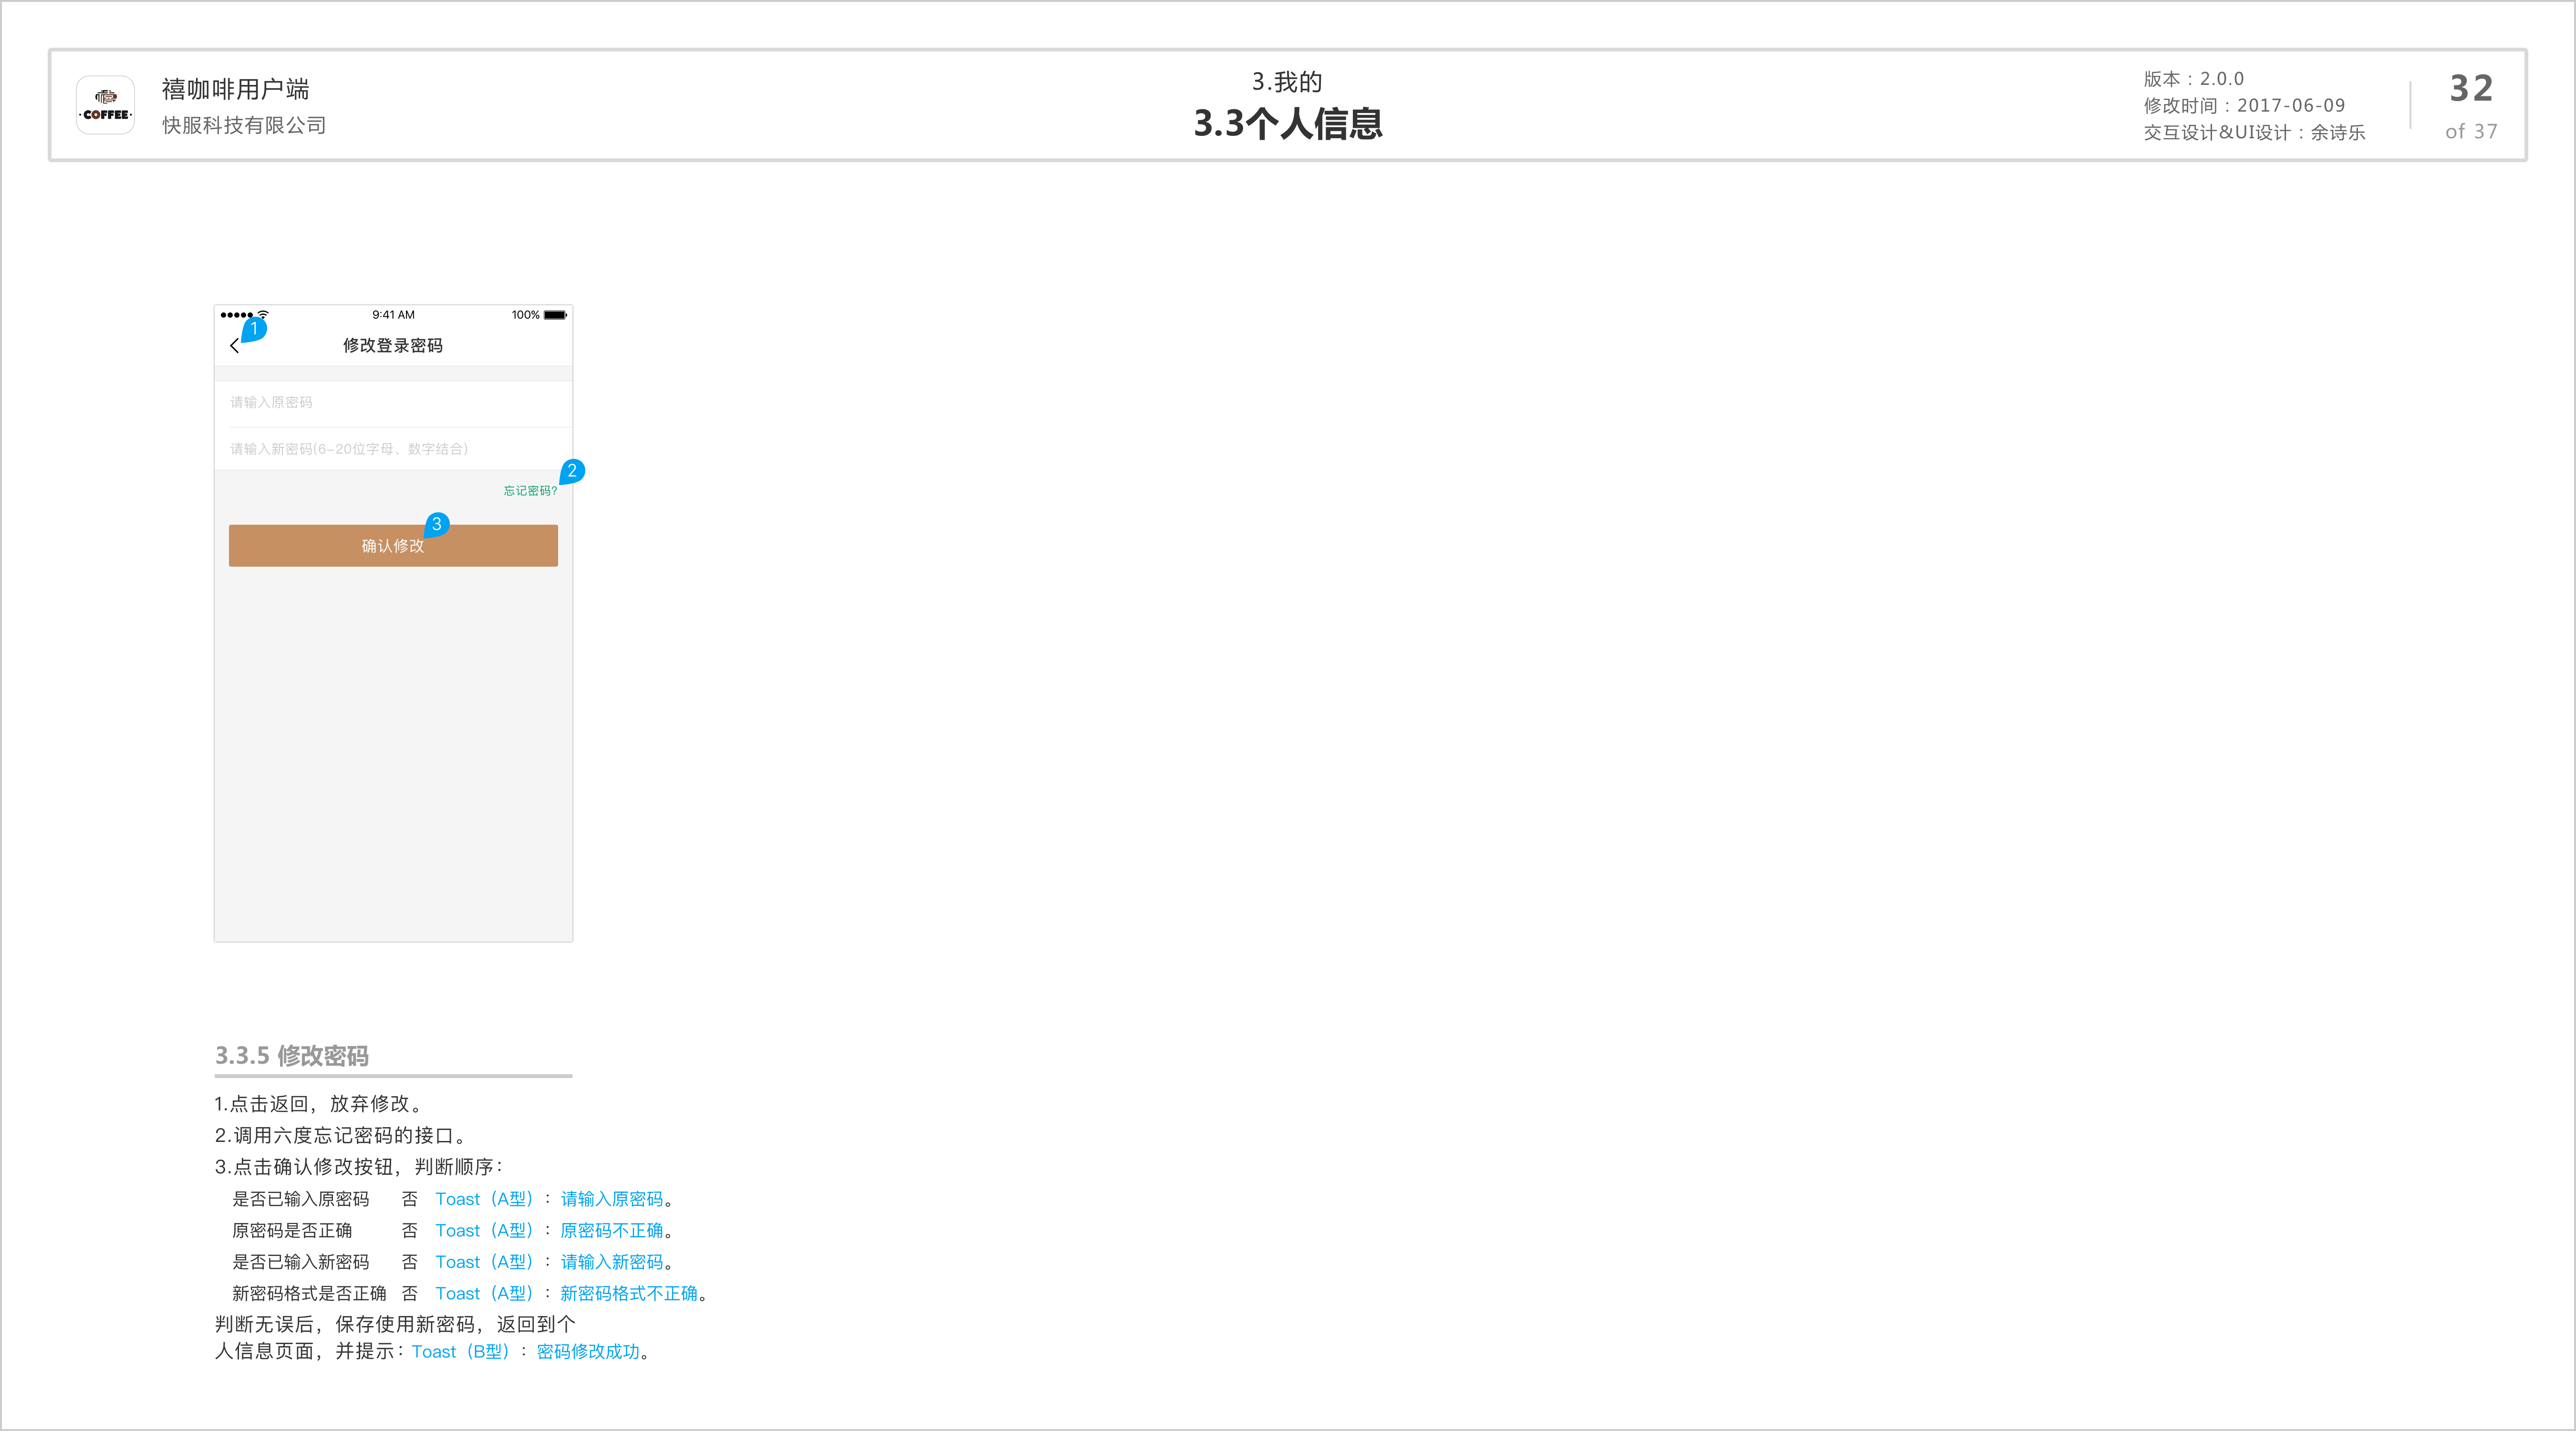 COFFEE
禧咖啡用户端
快服科技有限公司
3.我的
3.3个人信息
版本：2.0.0
修改时间：2017-06-09
交互设计&UI设计：余诗乐
32
of 37
9:41 AM
100%
1
修改登录密码
请输入原密码
请输入新密码(6-20位字母、数字结合)
2
忘记密码?
3
确认修改
3.3.5 修改密码
1.点击返回，放弃修改。
2.调用六度忘记密码的接口。
3.点击确认修改按钮，判断顺序：
是否已输入原密码 否 Toast（A型）：请输入原密码。
原密码是否正确 否 Toast（A型）：原密码不正确。
是否已输入新密码 否 Toast（A型）：请输入新密码。
新密码格式是否正确 否 Toast（A型）：新密码格式不正确。
判断无误后，保存使用新密码，返回到个
人信息页面，并提示：Toast（B型）：密码修改成功。